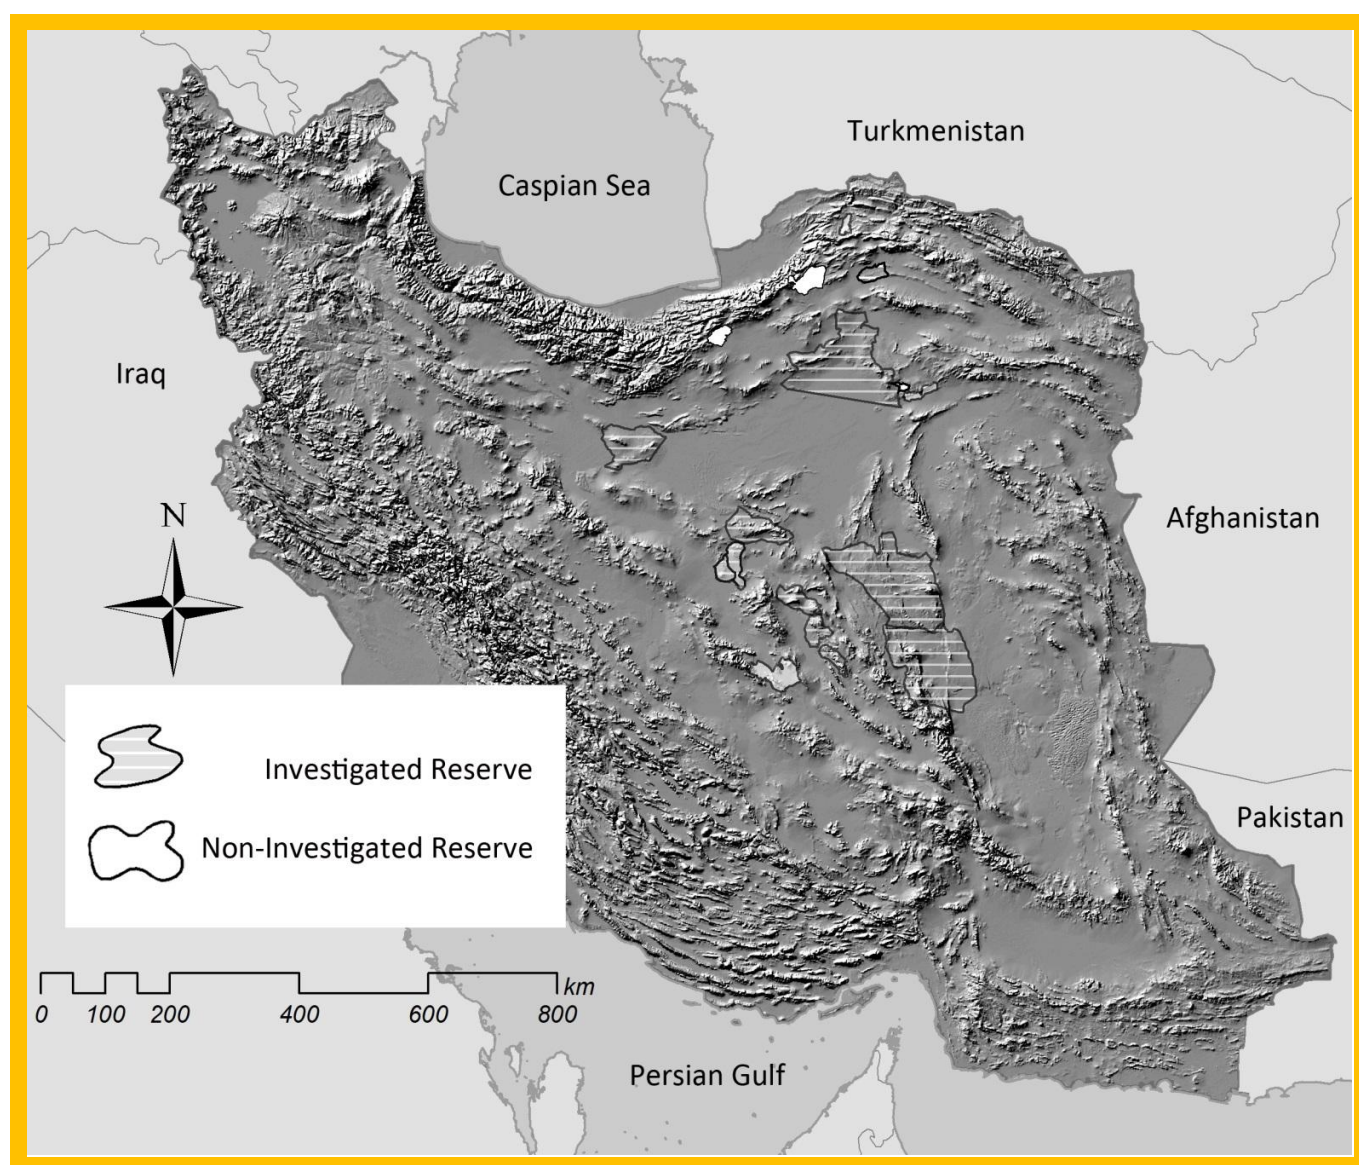 Turkmenistan
Caspian Sea
Iraq
N
Afghanistan
Investigated Reserve
Non-Investigated Reserve
Pakistan
km
0 100 200 400 600 800
Persian Gulf